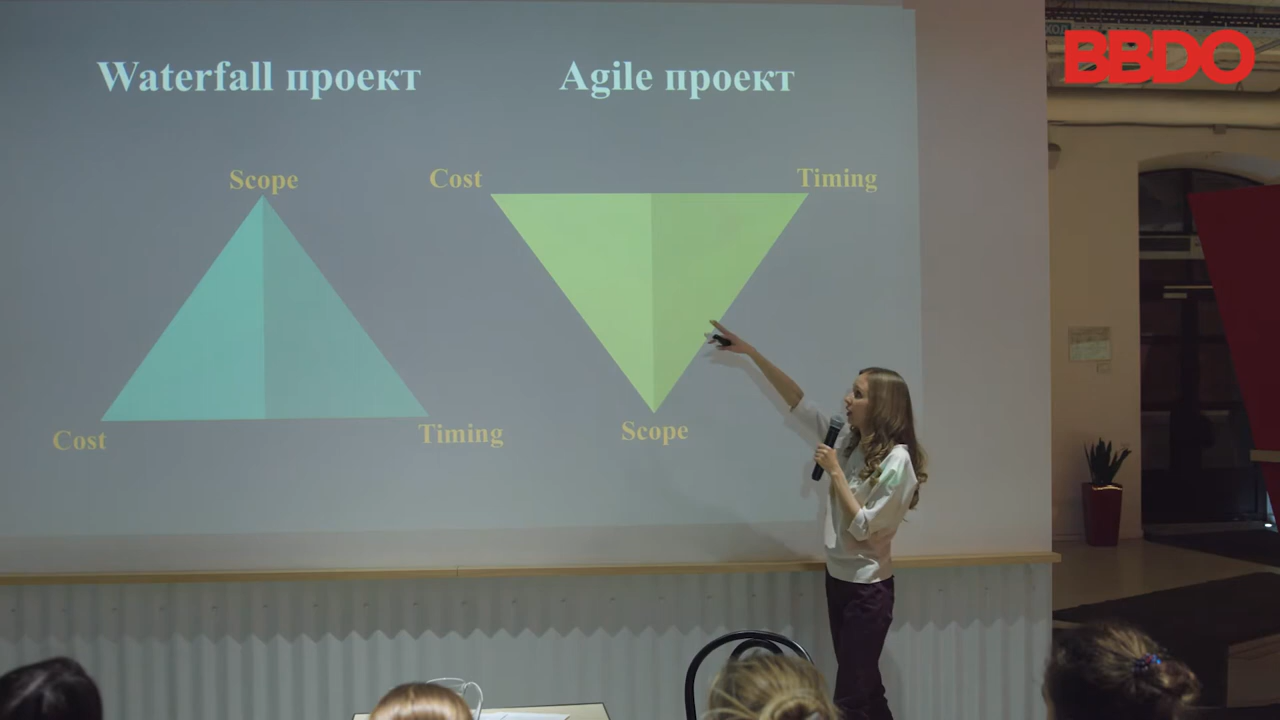 BBDO
Waterfall проект
Agile проект
Scope
Cost
Timing
Cost
Timing
Scope